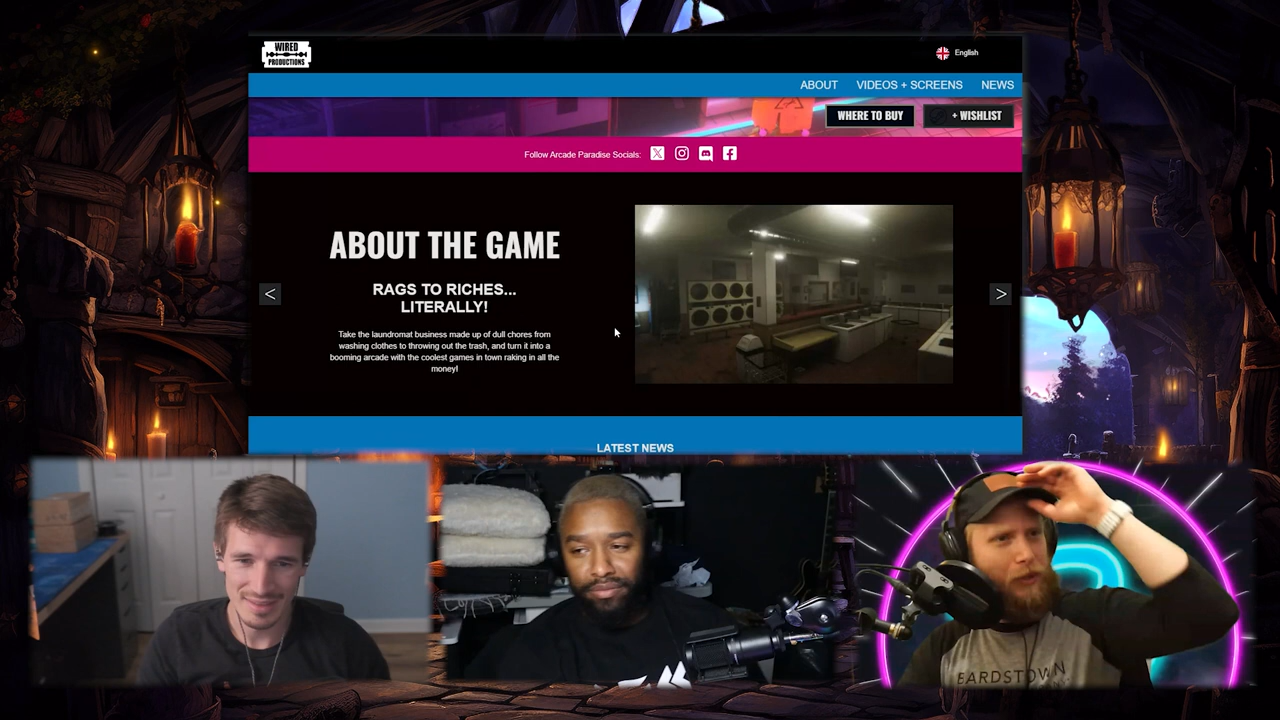 WIRED
PRODUCTIONS
English
ABOUT VIDEOS + SCREENS NEWS
WHERE TO BUY + WISHLIST
Follow Arcade Paradise Socials:
ABOUT THE GAME
RAGS TO RICHES...
LITERALLY!
Take the laundromat business made up of dull chores from
washing clothes to throwing out the trash, and turn it into a
booming arcade with the coolest games in town raking in all the
money!
< >
LATEST NEWS
BEARDSTOWN